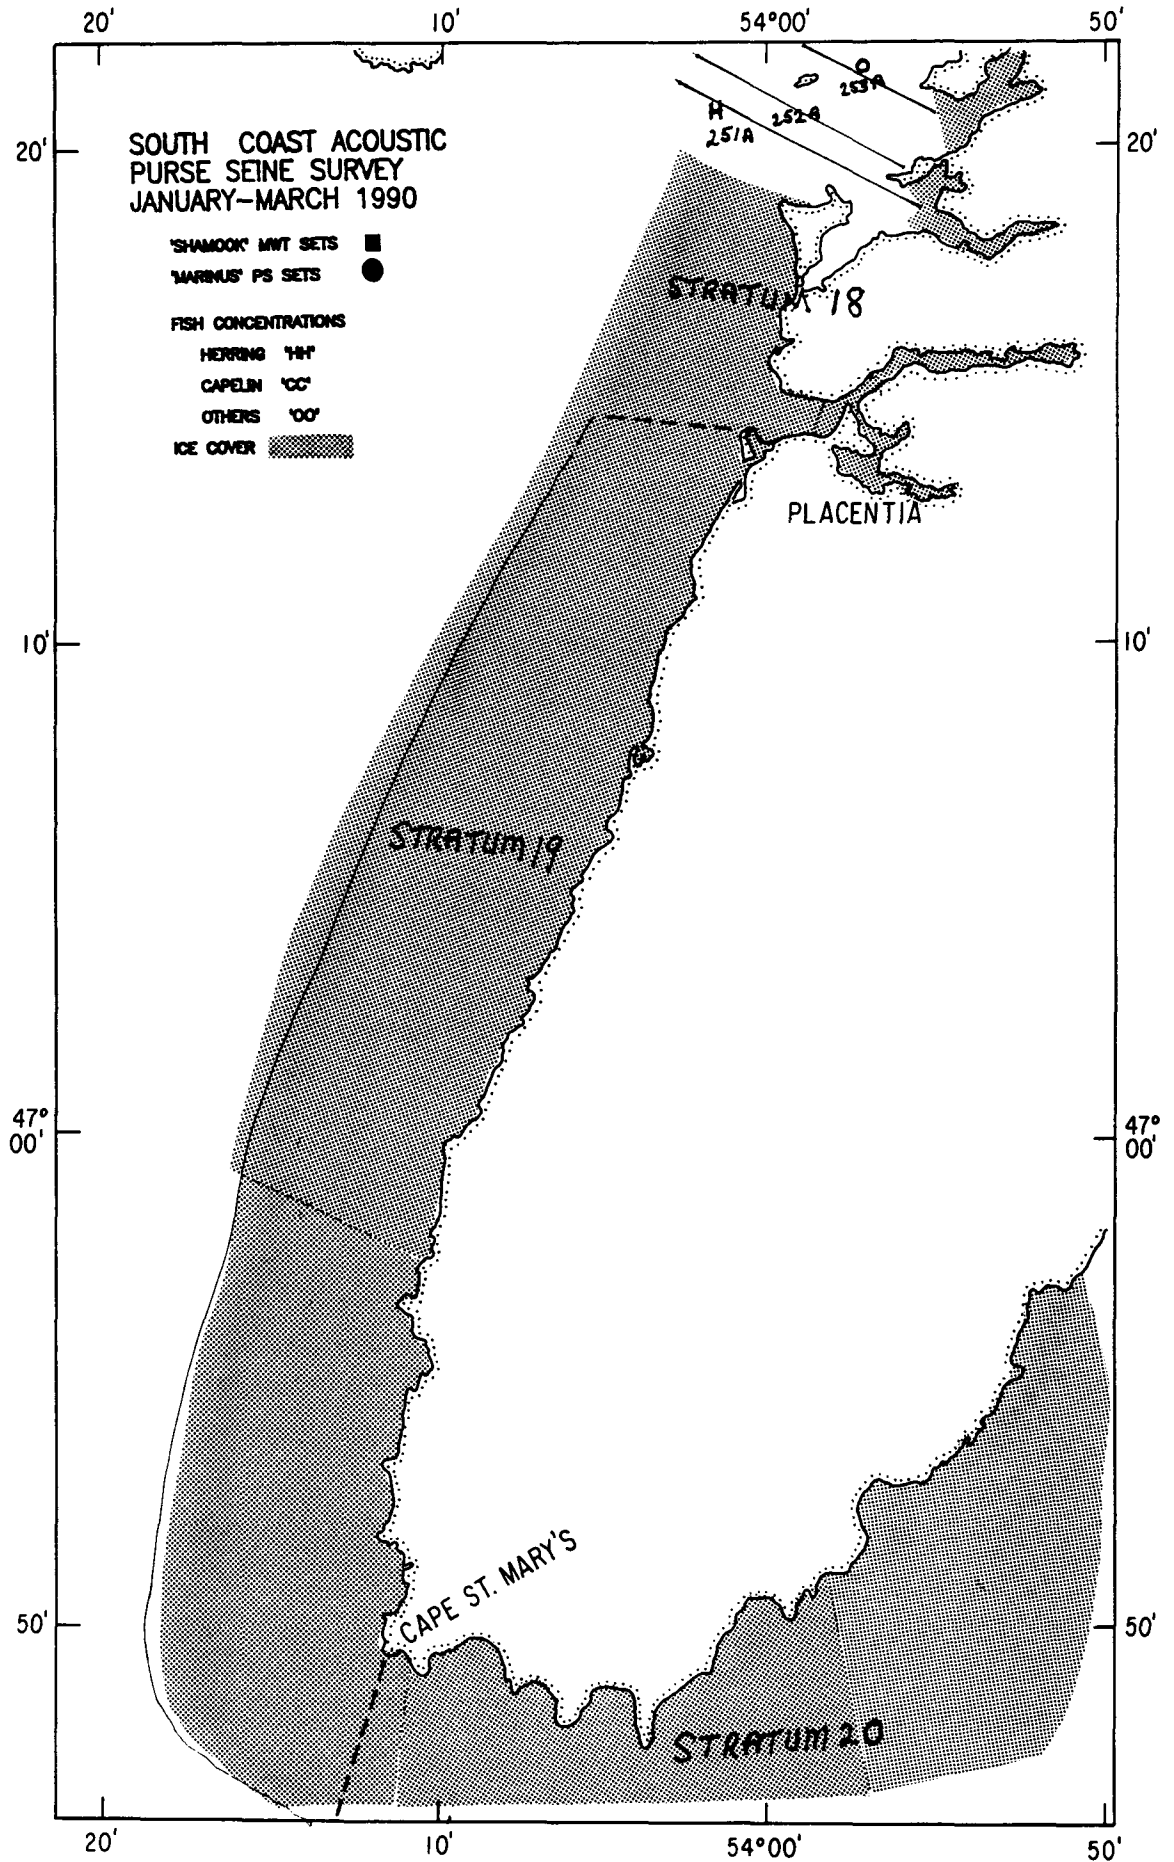 20' 10' 54°00' 50'
O
253A
H 252A
251A
20' 20'
SOUTH COAST ACOUSTIC
PURSE SEINE SURVEY
JANUARY-MARCH 1990
'SHAMOOK' MWT SETS
'MARINUS' PS SETS
FISH CONCENTRATIONS
HERRING 'HH'
CAPELIN 'CC'
OTHERS 'OO'
ICE COVER
STRATUM 18
PLACENTIA
10' 10'
STRATUM 19
47° 47°
00' 00'
CAPE ST. MARY'S
50' 50'
STRATUM 20
20' 10' 54°00' 50'